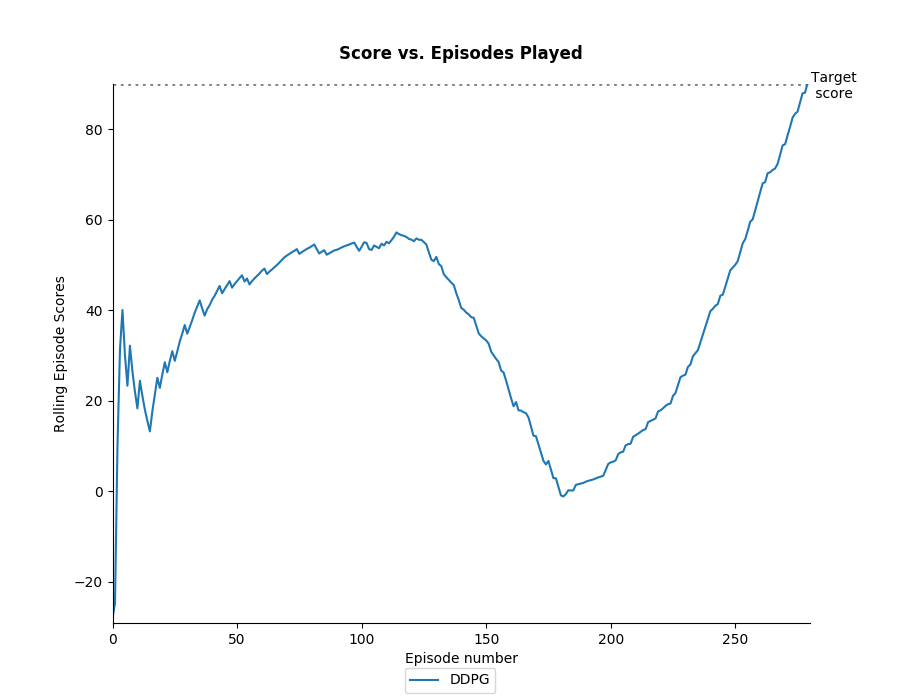 Score vs. Episodes Played
Target
score
80
60
40
20
0
−20
Rolling Episode Scores
0 50 100 150 200 250
Episode number
DDPG